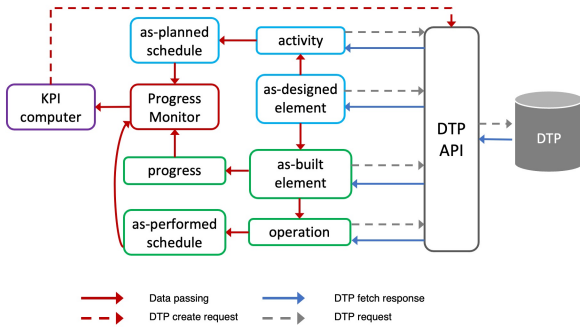 as-planned
schedule
activity
KPI
computer
Progress
Monitor
as-designed
element
DTP
API
DTP
progress
as-built
element
as-performed
schedule
operation
Data passing
DTP fetch response
DTP create request
DTP request